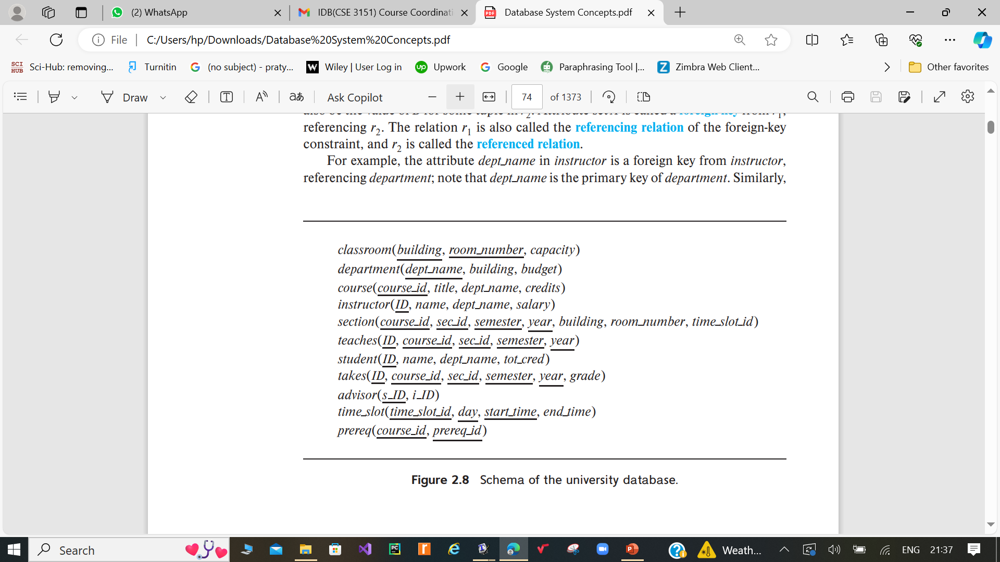 (2) WhatsApp
IDB(CSE 3151) Course Coordinati
PDF
Database System Concepts.pdf
File
C:/Users/hp/Downloads/Database%20System%20Concepts.pdf
SCI HUB Sci-Hub: removing...
Turnitin
(no subject) - praty...
W Wiley | User Log in
up Upwork
Google
Paraphrasing Tool |...
Z Zimbra Web Client...
Other favorites
Draw
Ask Copilot
74 of 1373
referencing r2. The relation r1 is also called the referencing relation of the foreign-key
constraint, and r2 is called the referenced relation.
For example, the attribute dept_name in instructor is a foreign key from instructor,
referencing department; note that dept_name is the primary key of department. Similarly,
classroom(building, room_number, capacity)
department(dept_name, building, budget)
course(course_id, title, dept_name, credits)
instructor(ID, name, dept_name, salary)
section(course_id, sec_id, semester, year, building, room_number, time_slot_id)
teaches(ID, course_id, sec_id, semester, year)
student(ID, name, dept_name, tot_cred)
takes(ID, course_id, sec_id, semester, year, grade)
advisor(s_ID, i_ID)
time_slot(time_slot_id, day, start_time, end_time)
prereq(course_id, prereq_id)
Figure 2.8 Schema of the university database.
Search
Weath...
ENG
21:37